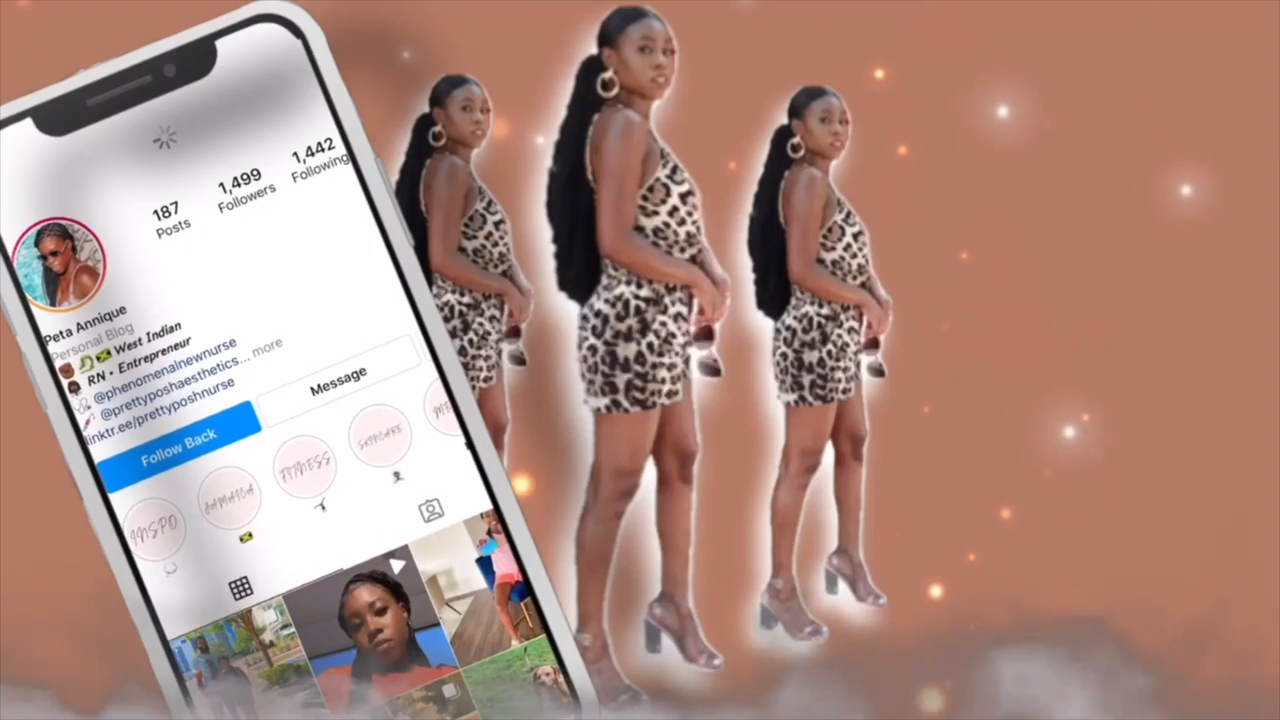 187
Posts
1,499
Followers
1,442
Following
Peta Annique
Personal Blog
West Indian
RN • Entrepreneur
@phenomenalnewnurse
@prettyposhaesthetics... more
linktr.ee/prettyposhnurse
Follow Back
Message
INSPO
JAMAICA
FITNESS
SKINCARE
ME